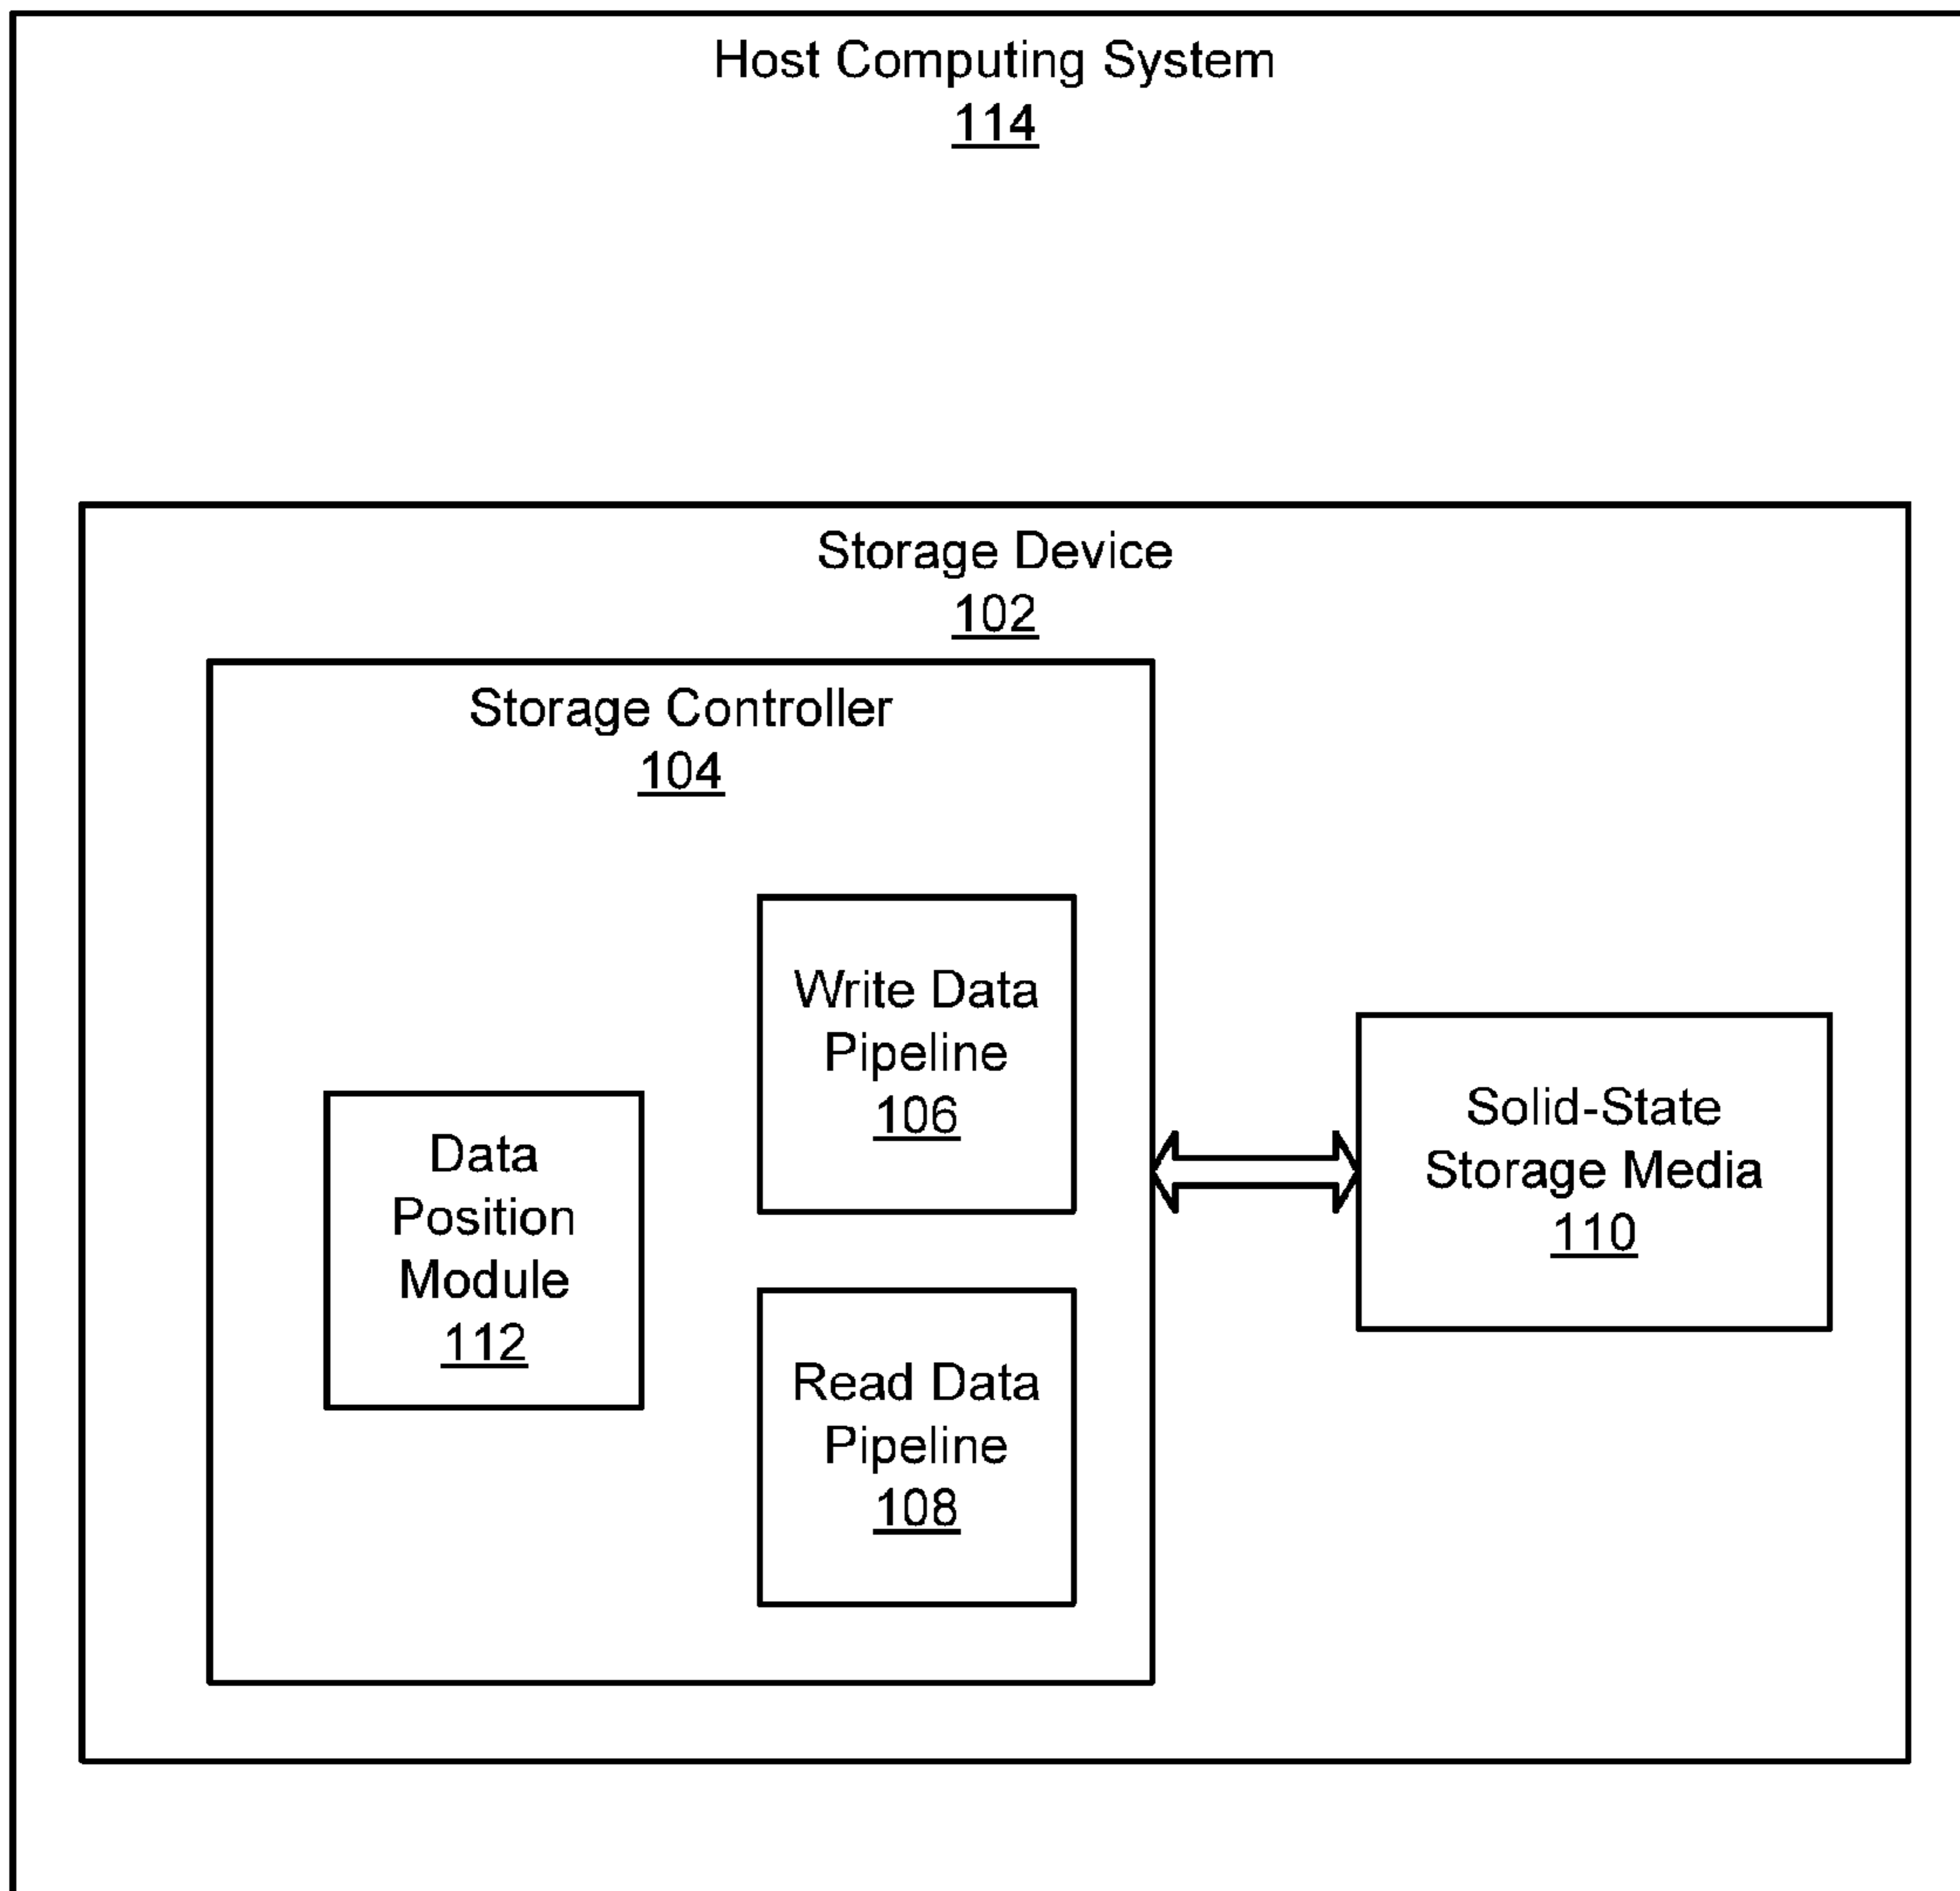 Host Computing System
114
Storage Device
102
Storage Controller
104
Write Data
Pipeline
106
Data
Position
Module
112
Read Data
Pipeline
108
Solid-State
Storage Media
110